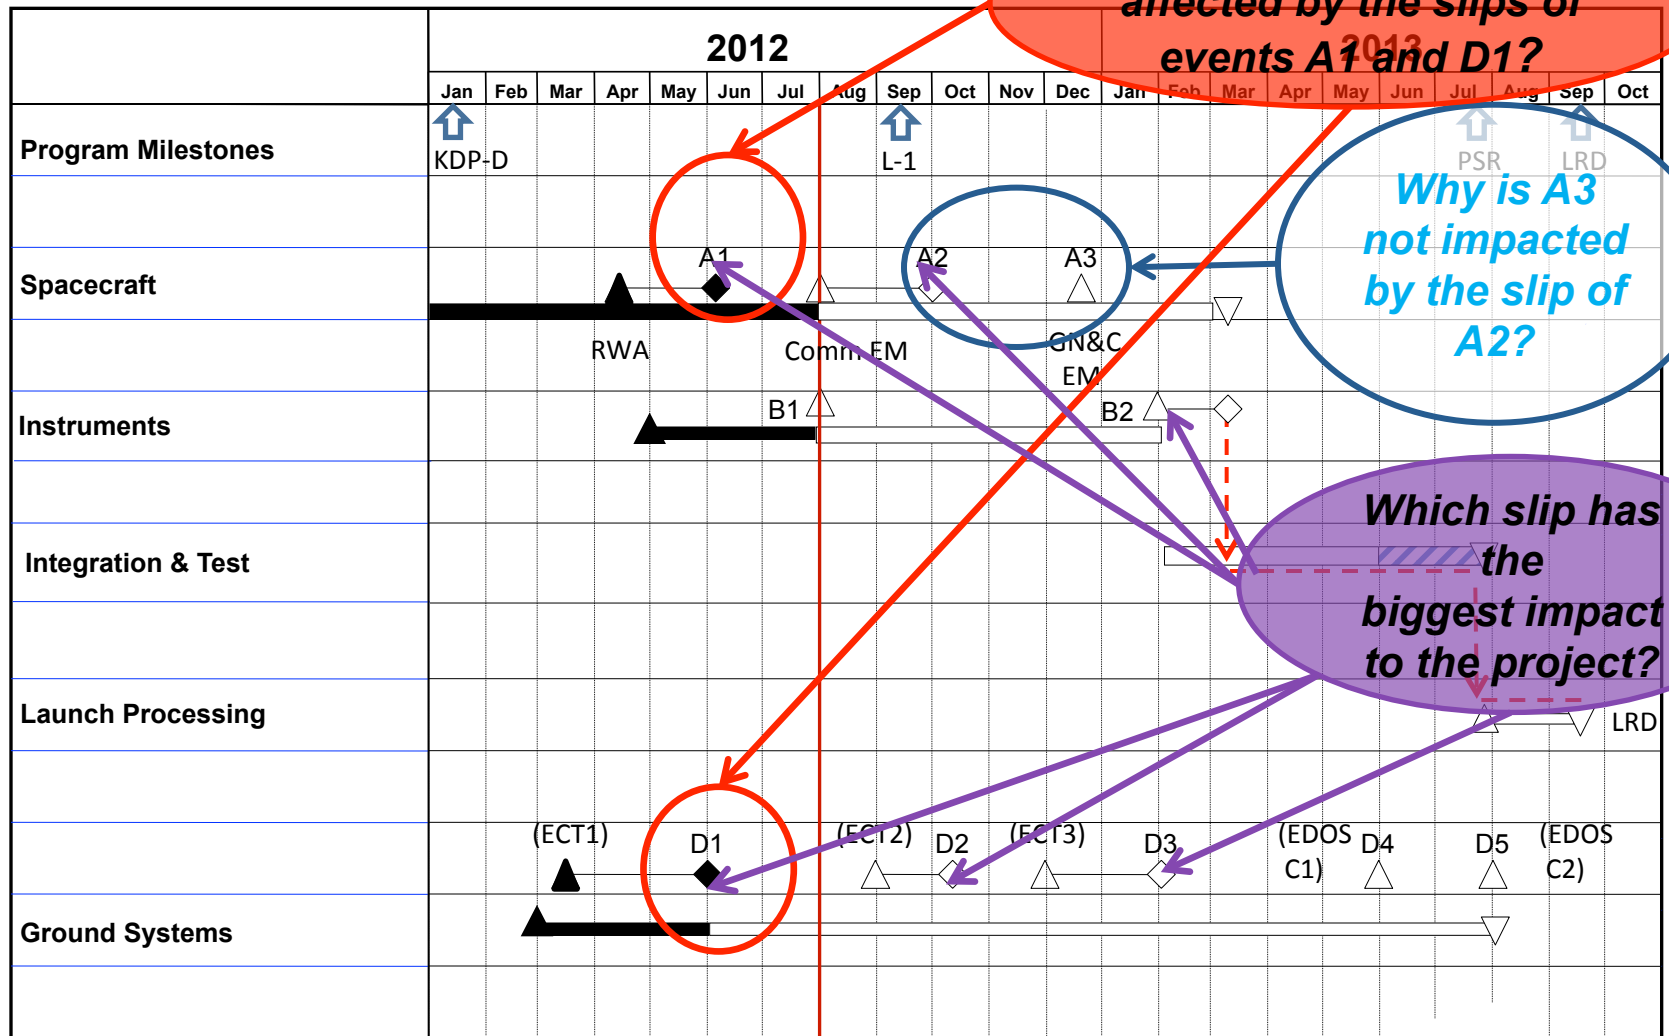 affected by the slips of
events A1 and D1?
2012
2013
Jan Feb Mar Apr May Jun Jul Aug Sep Oct Nov Dec Jan Feb Mar Apr May Jun Jul Aug Sep Oct
Program Milestones
KDP-D
L-1
PSR
LRD
Why is A3
not impacted
by the slip of
A2?
Spacecraft
A1
A2
A3
RWA
Comm EM
GN&C
EM
Instruments
B1
B2
Which slip has
the
biggest impact
to the project?
Integration & Test
Launch Processing
LRD
(ECT1)
D1
(ECT2)
D2
(ECT3)
D3
(EDOS
C1)
D4
D5
(EDOS
C2)
Ground Systems